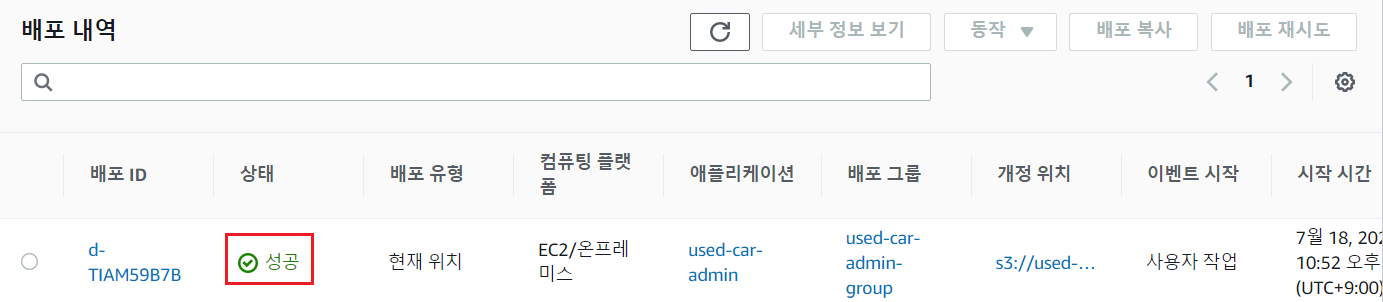 배포 내역
세부 정보 보기
동작
배포 복사
배포 재시도
1
배포 ID
상태
배포 유형
컴퓨팅 플랫
폼
애플리케이션
배포 그룹
개정 위치
이벤트 시작
시작 시간
d-
TIAM59B7B
성공
현재 위치
EC2/온프레
미스
used-car-
admin
used-car-
admin-
group
s3://used-...
사용자 작업
7월 18, 202
10:52 오후
(UTC+9:00)